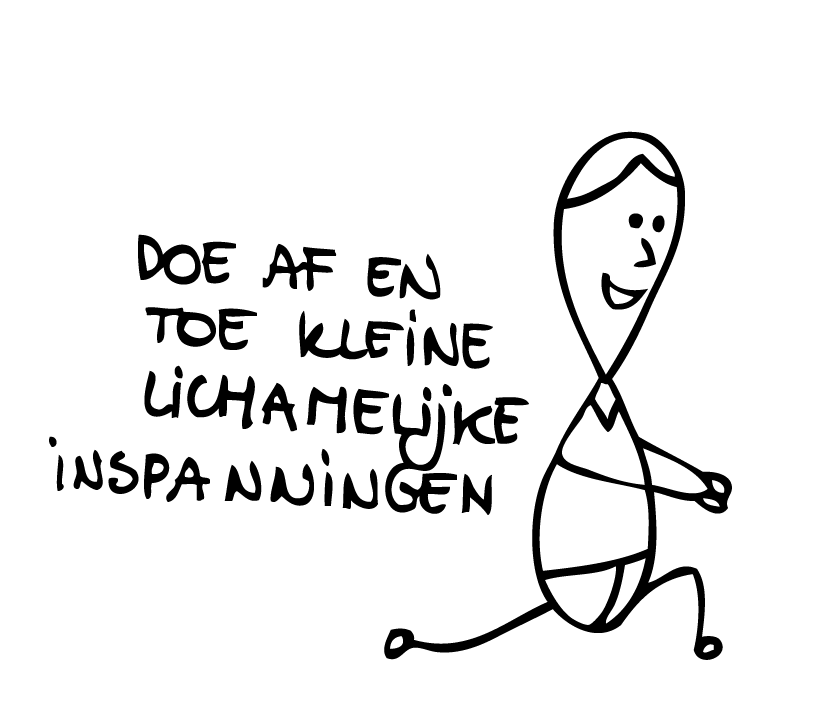 DOE AF EN
TOE KLEINE
LICHAMELIJKE
INSPANNINGEN